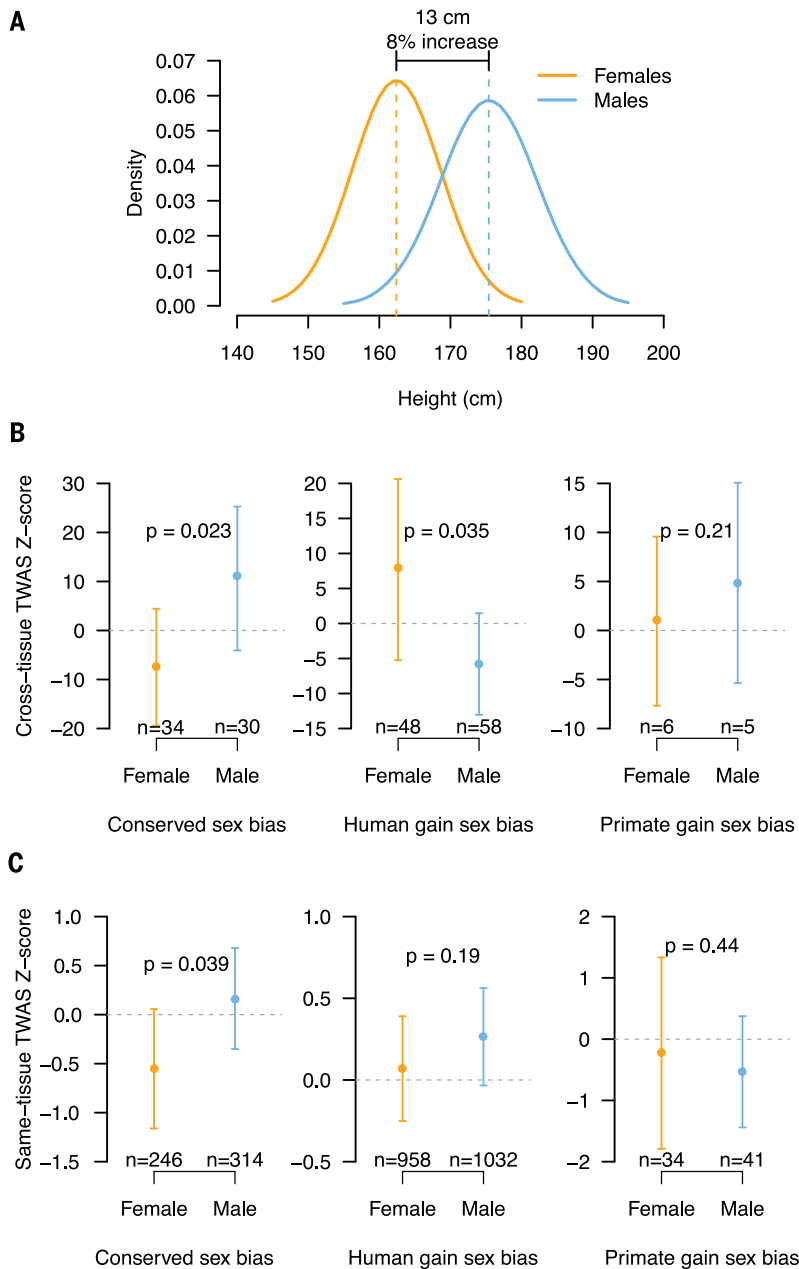 A
13 cm
8% increase
Females
Males
Density
0.07
0.06
0.05
0.04
0.03
0.02
0.01
0.00
140 150 160 170 180 190 200
Height (cm)
B
Cross−tissue TWAS Z−score
30
20
10
0
−10
−20
p = 0.023
n=34 n=30
Female Male
Conserved sex bias
20
15
10
5
0
−5
−10
−15
p = 0.035
n=48 n=58
Female Male
Human gain sex bias
15
10
5
0
−5
−10
p = 0.21
n=6 n=5
Female Male
Primate gain sex bias
C
Same−tissue TWAS Z−score
1.0
0.5
0.0
−0.5
−1.0
−1.5
p = 0.039
n=246 n=314
Female Male
Conserved sex bias
1.0
0.5
0.0
−0.5
p = 0.19
n=958 n=1032
Female Male
Human gain sex bias
2
1
0
−1
−2
p = 0.44
n=34 n=41
Female Male
Primate gain sex bias